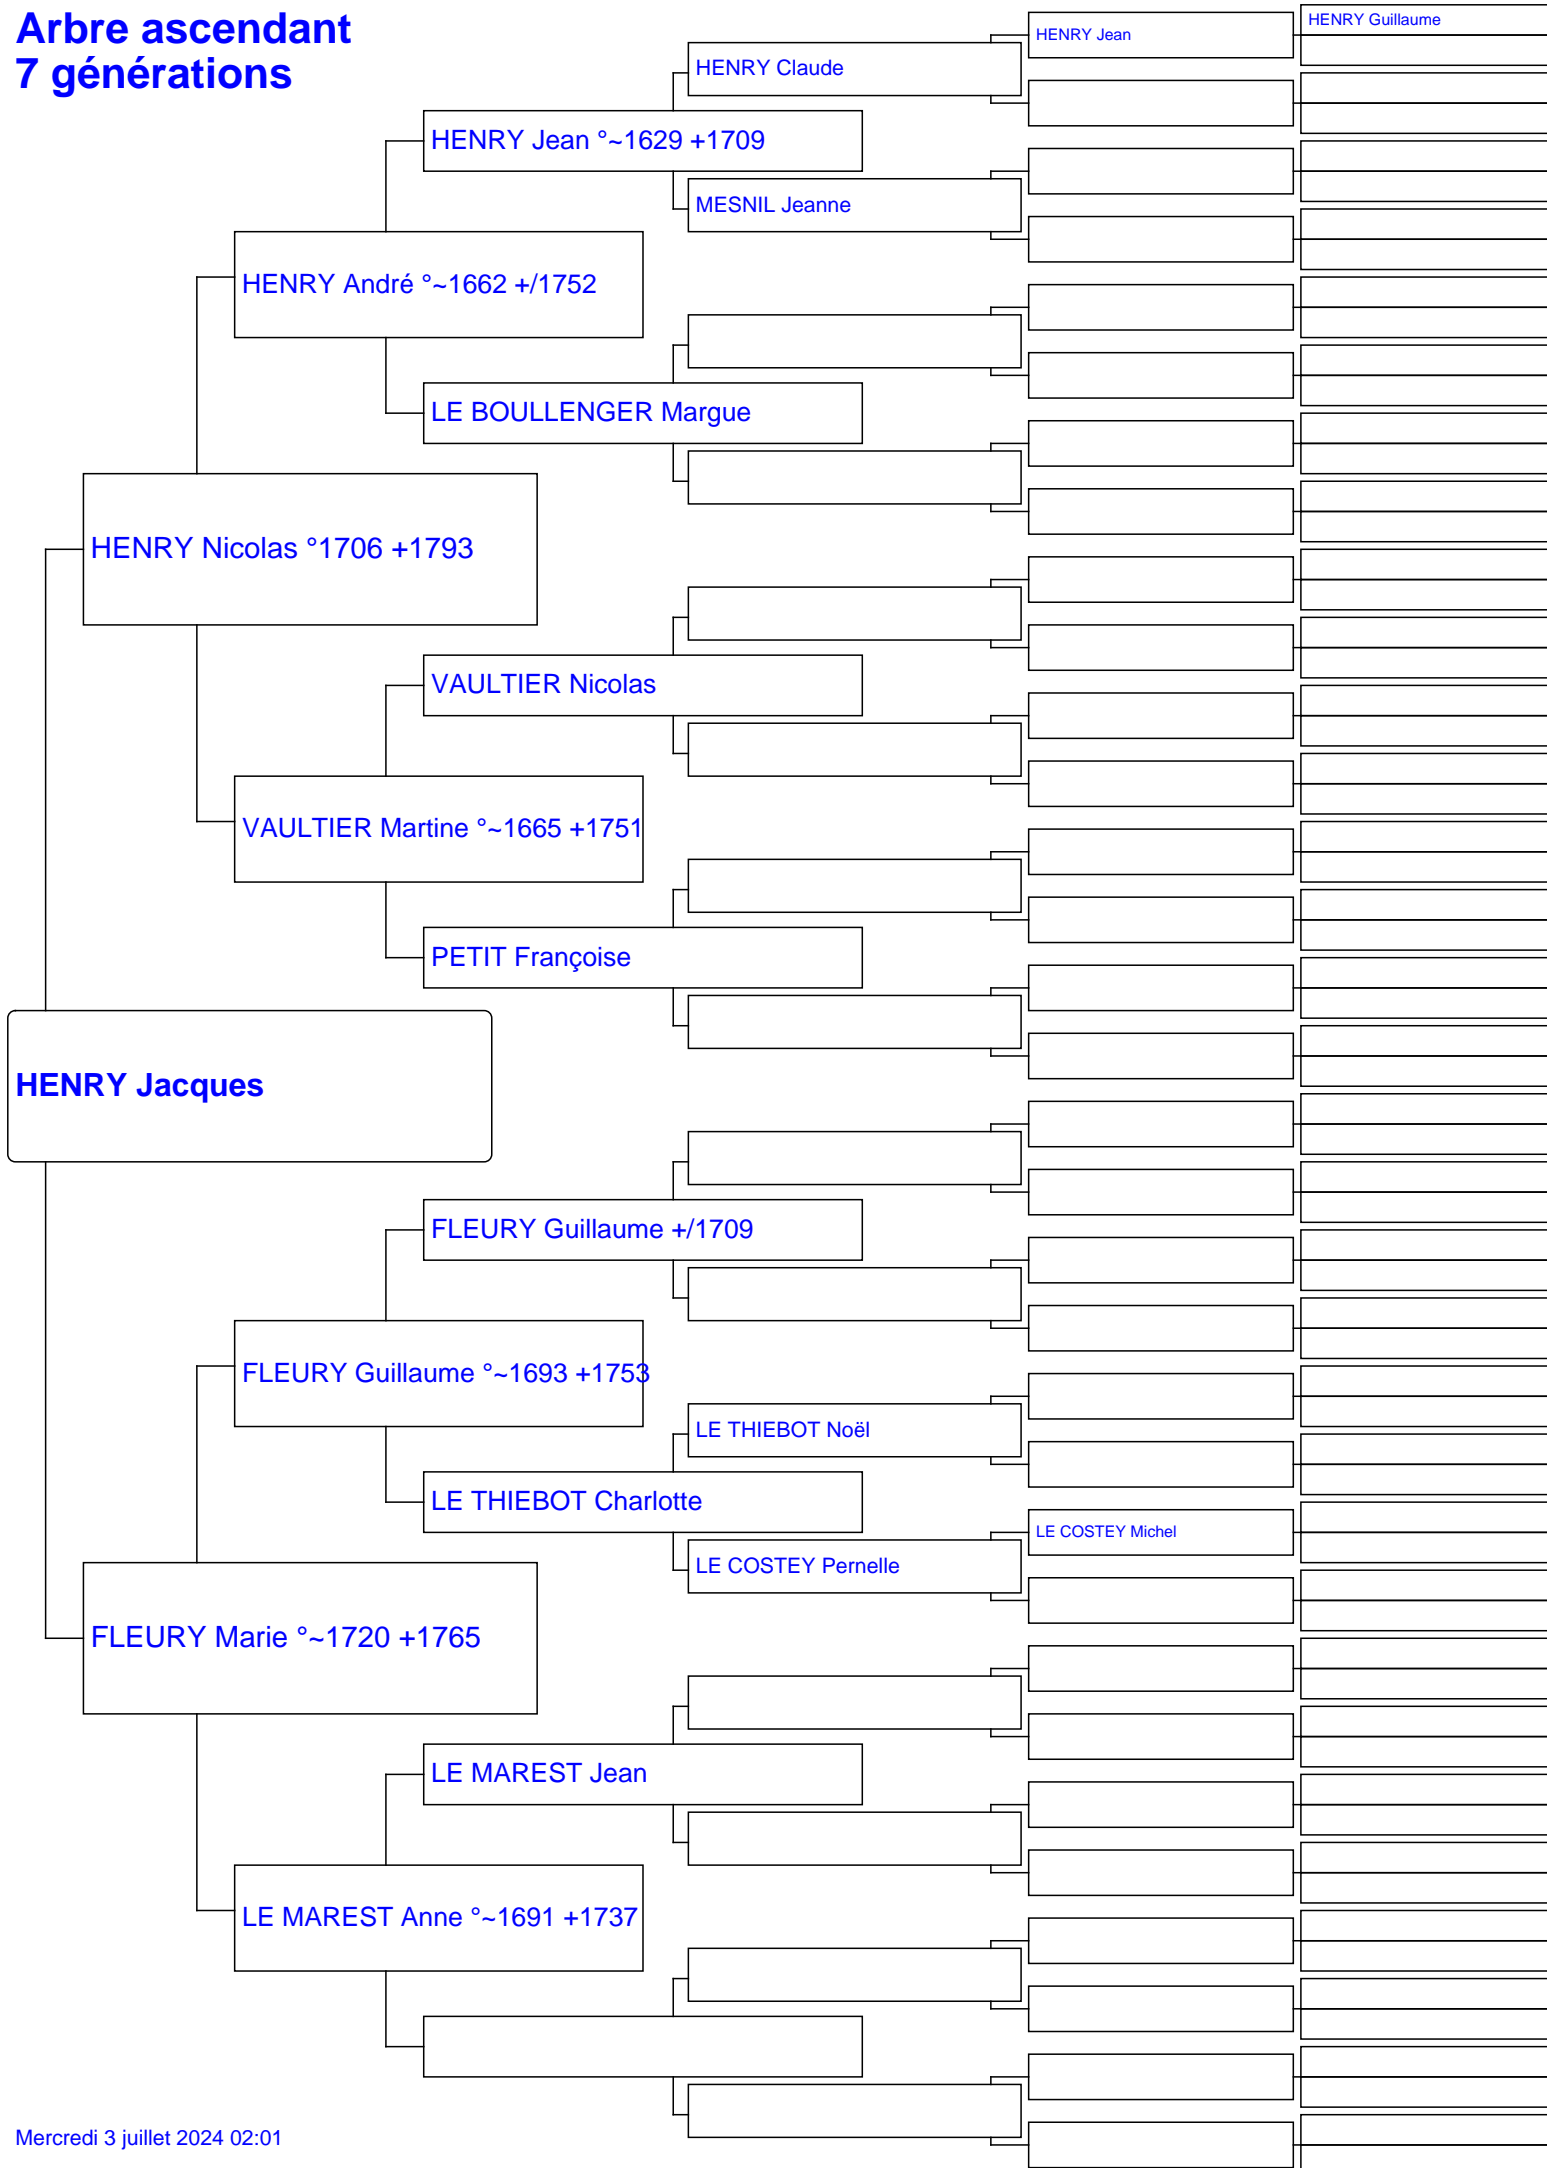 Arbre ascendant
7 générations
HENRY Guillaume
HENRY Jean
HENRY Claude
HENRY Jean °~1629 +1709
MESNIL Jeanne
HENRY André °~1662 +/1752
LE BOULLENGER Margue
HENRY Nicolas °1706 +1793
VAULTIER Nicolas
VAULTIER Martine °~1665 +1751
PETIT Françoise
HENRY Jacques
FLEURY Guillaume +/1709
FLEURY Guillaume °~1693 +1753
LE THIEBOT Noël
LE THIEBOT Charlotte
LE COSTEY Michel
LE COSTEY Pernelle
FLEURY Marie °~1720 +1765
LE MAREST Jean
LE MAREST Anne °~1691 +1737
Mercredi 3 juillet 2024 02:01